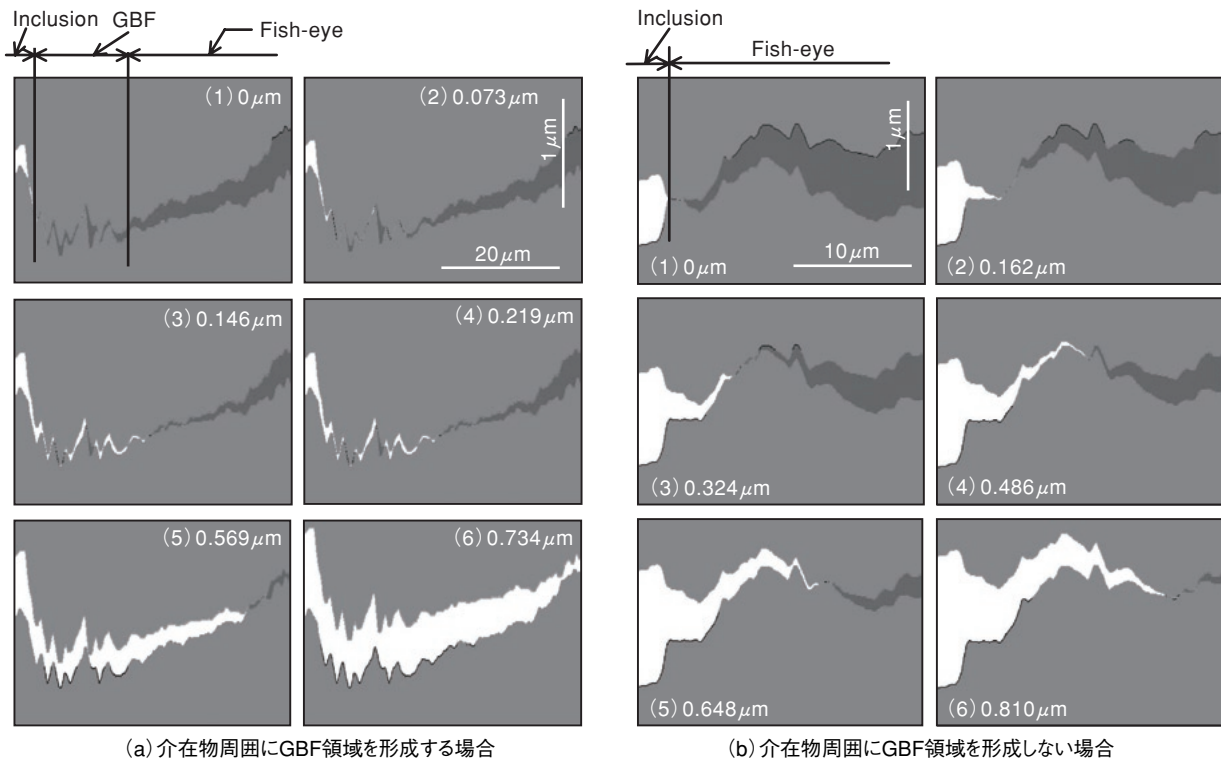 Inclusion GBF
Fish-eye
(1)0μm
(2)0.073μm
1μm
20μm
(3)0.146μm
(4)0.219μm
(5)0.569μm
(6)0.734μm
(a)介在物周囲にGBF領域を形成する場合
Inclusion
Fish-eye
1μm
(1)0μm
10μm
(2)0.162μm
(3)0.324μm
(4)0.486μm
(5)0.648μm
(6)0.810μm
(b)介在物周囲にGBF領域を形成しない場合